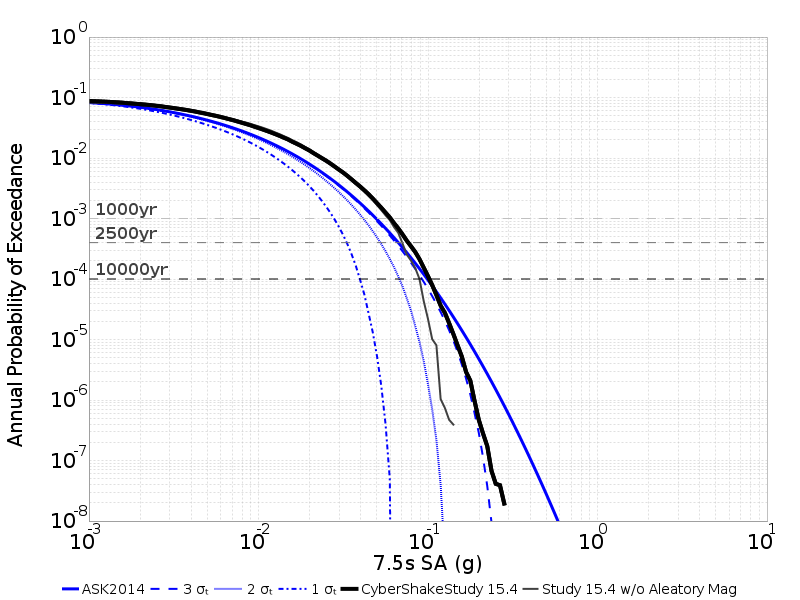 10^0
10^-1
10^-2
10^-3
10^-4
10^-5
10^-6
10^-7
10^-8
Annual Probability of Exceedance
1000yr
2500yr
10000yr
10^-3 10^-2 10^-1 10^0 10^1
7.5s SA (g)
ASK2014 3 σₜ 2 σₜ 1 σₜ CyberShakeStudy 15.4 Study 15.4 w/o Aleatory Mag